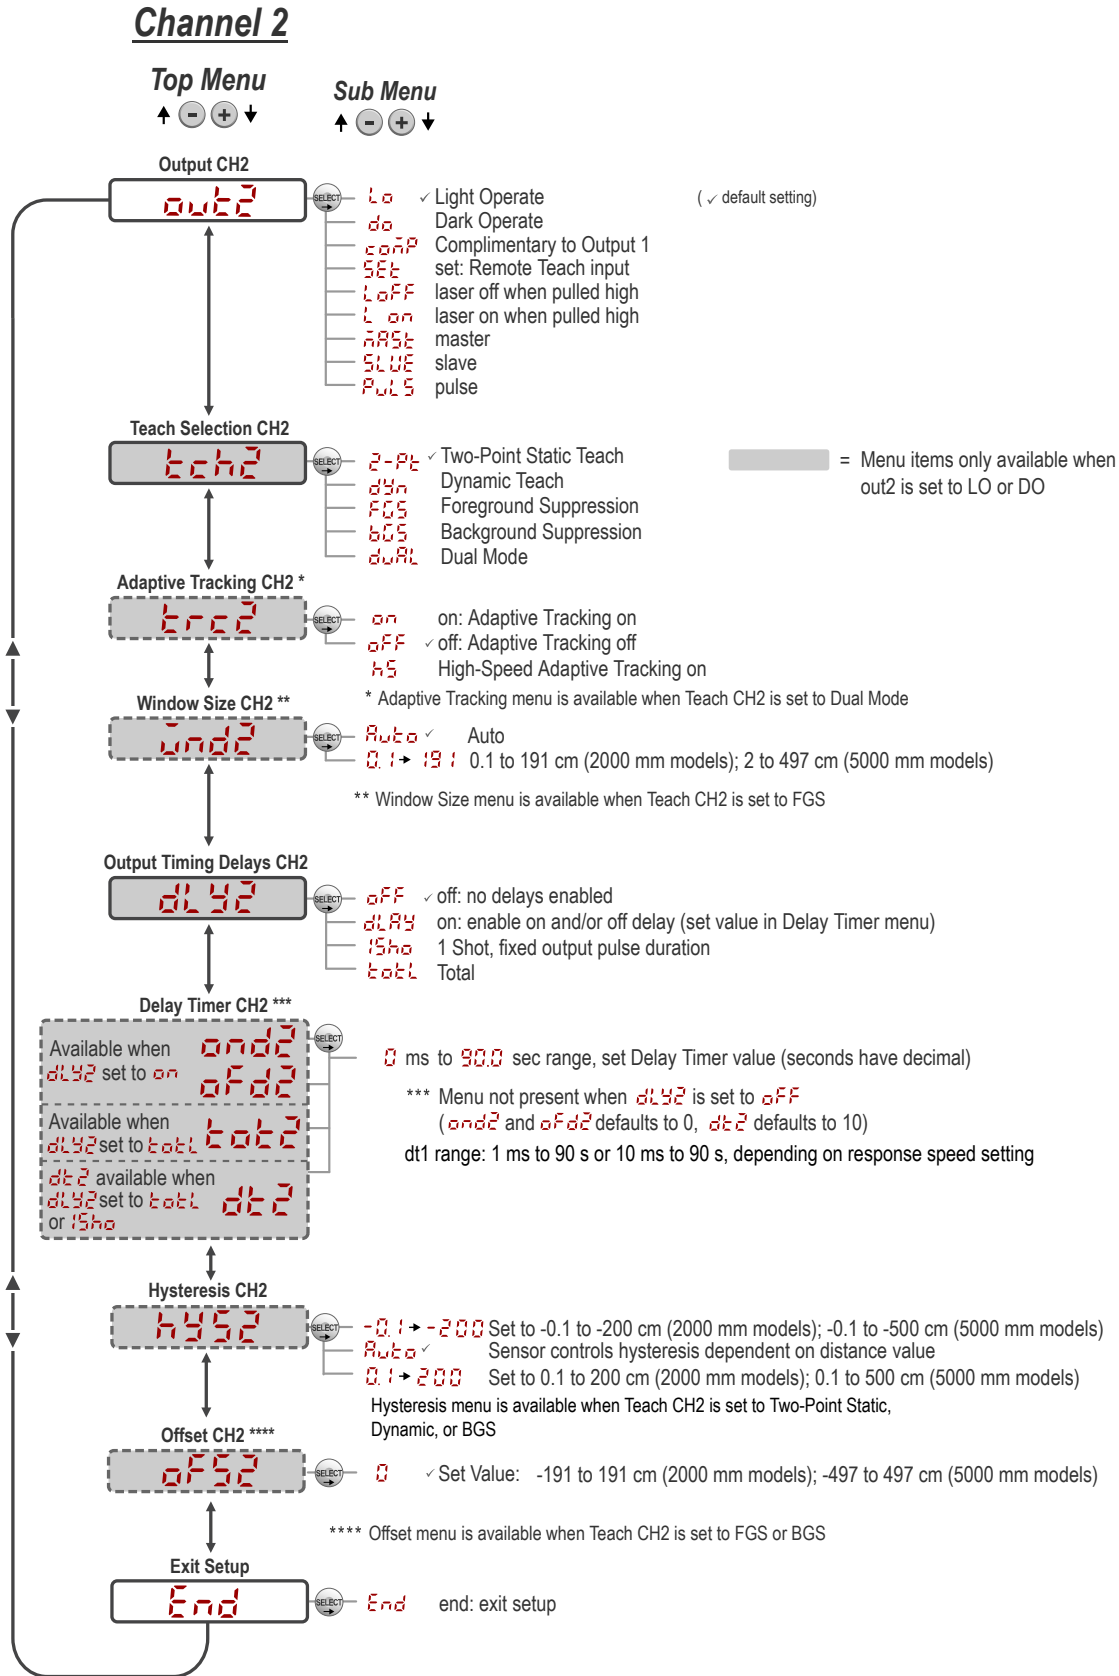 Channel 2
Top Menu
Sub Menu
- +
- +
Output CH2
out2
SELECT
Lo ✓ Light Operate
( ✓ default setting)
do Dark Operate
comP Complimentary to Output 1
SEt set: Remote Teach input
LoFF laser off when pulled high
L on laser on when pulled high
mASt master
SLUE slave
PuLS pulse
Teach Selection CH2
tch2
SELECT
2-Pt ✓ Two-Point Static Teach
dyn Dynamic Teach
FGS Foreground Suppression
bGS Background Suppression
duAL Dual Mode
= Menu items only available when
out2 is set to LO or DO
Adaptive Tracking CH2 *
trc2
SELECT
on on: Adaptive Tracking on
oFF ✓ off: Adaptive Tracking off
hS High-Speed Adaptive Tracking on
* Adaptive Tracking menu is available when Teach CH2 is set to Dual Mode
Window Size CH2 **
wnd2
SELECT
Auto ✓ Auto
0.1 → 191 0.1 to 191 cm (2000 mm models); 2 to 497 cm (5000 mm models)
** Window Size menu is available when Teach CH2 is set to FGS
Output Timing Delays CH2
dLY2
SELECT
oFF ✓ off: no delays enabled
dLAY on: enable on and/or off delay (set value in Delay Timer menu)
1Sho 1 Shot, fixed output pulse duration
totL Total
Delay Timer CH2 ***
SELECT
Available when
dLY2 set to on
ond2
oFd2
Available when
dLY2 set to totL
tot2
dt2 available when
dLY2 set to totL
or 1Sho
dt2
0 ms to 90.0 sec range, set Delay Timer value (seconds have decimal)
*** Menu not present when dLY2 is set to oFF
( ond2 and oFd2 defaults to 0, dt2 defaults to 10)
dt1 range: 1 ms to 90 s or 10 ms to 90 s, depending on response speed setting
Hysteresis CH2
hYS2
SELECT
-0.1 → -200 Set to -0.1 to -200 cm (2000 mm models); -0.1 to -500 cm (5000 mm models)
Auto ✓ Sensor controls hysteresis dependent on distance value
0.1 → 200 Set to 0.1 to 200 cm (2000 mm models); 0.1 to 500 cm (5000 mm models)
Hysteresis menu is available when Teach CH2 is set to Two-Point Static,
Dynamic, or BGS
Offset CH2 ****
oFS2
SELECT
0 ✓ Set Value: -191 to 191 cm (2000 mm models); -497 to 497 cm (5000 mm models)
**** Offset menu is available when Teach CH2 is set to FGS or BGS
Exit Setup
End
SELECT
End end: exit setup